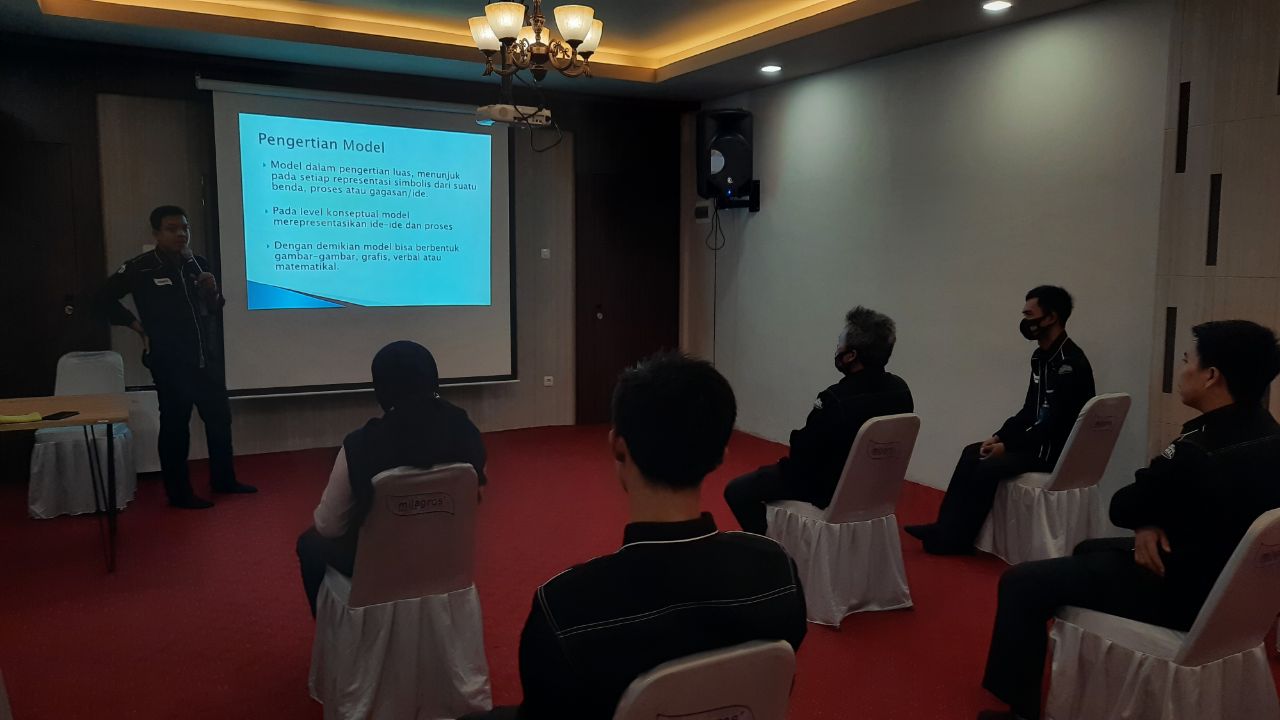 Pengertian Model
Model dalam pengertian luas, menunjuk
pada setiap representasi simbolis dari suatu
benda, proses atau gagasan/ide.
Pada level konseptual model
merepresentasikan ide-ide dan proses
Dengan demikian model bisa berbentuk
gambar-gambar, grafis, verbal atau
matematikal.
milagros